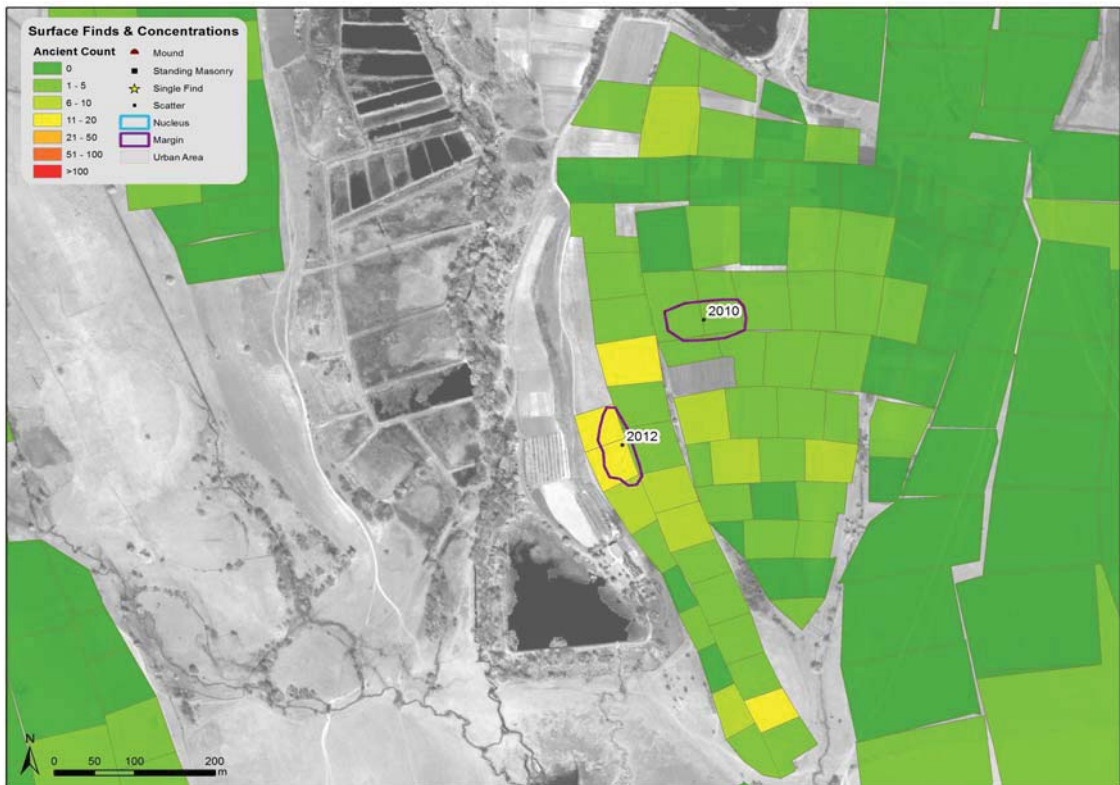 Surface Finds & Concentrations
Ancient Count
0
1 - 5
6 - 10
11 - 20
21 - 50
51 - 100
>100
Mound
Standing Masonry
Single Find
Scatter
Nucleus
Margin
Urban Area
2010
2012
N
0 50 100 200
m